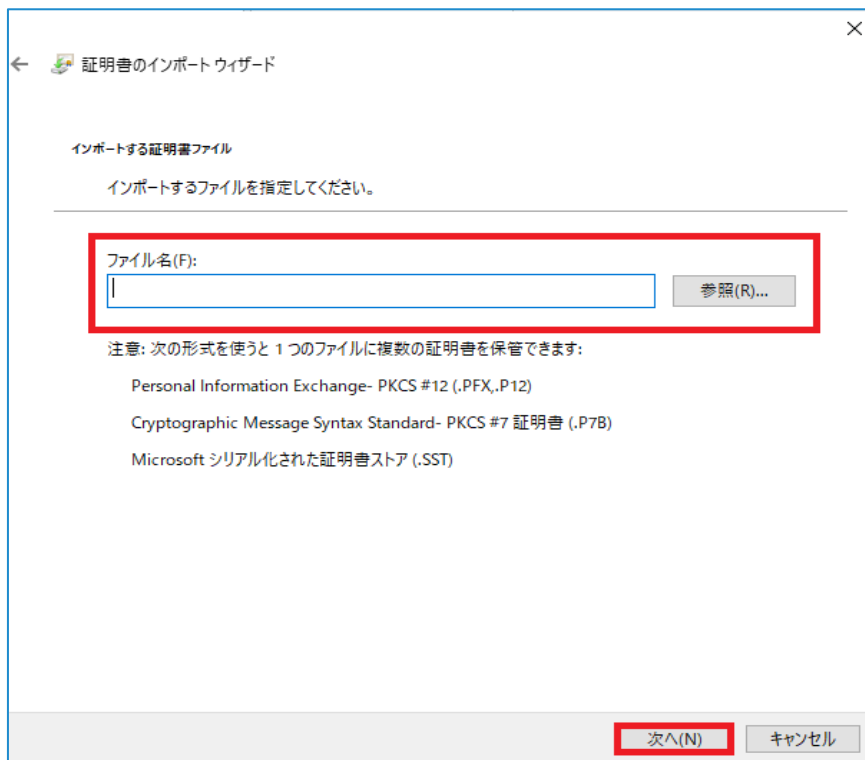 証明書のインポート ウィザード
インポートする証明書ファイル
インポートするファイルを指定してください。
ファイル名(F):
参照(R)...
注意: 次の形式を使うと 1 つのファイルに複数の証明書を保管できます:
Personal Information Exchange- PKCS #12 (.PFX,.P12)
Cryptographic Message Syntax Standard- PKCS #7 証明書 (.P7B)
Microsoft シリアル化された証明書ストア (.SST)
次へ(N)
キャンセル